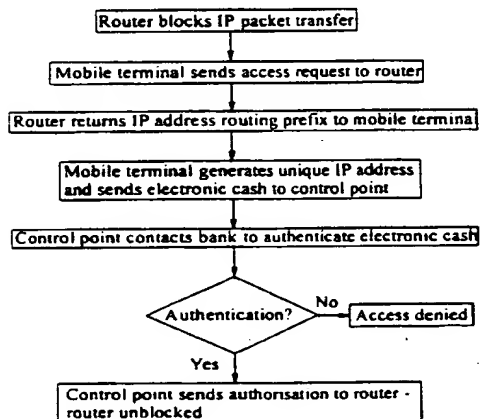 Router blocks IP packet transfer
Mobile terminal sends access request to router
Router returns IP address routing prefix to mobile terminal
Mobile terminal generates unique IP address
and sends electronic cash to control point
Control point contacts bank to authenticate electronic cash
Authentication?
No
Access denied
Yes
Control point sends authorisation to router -
router unblocked